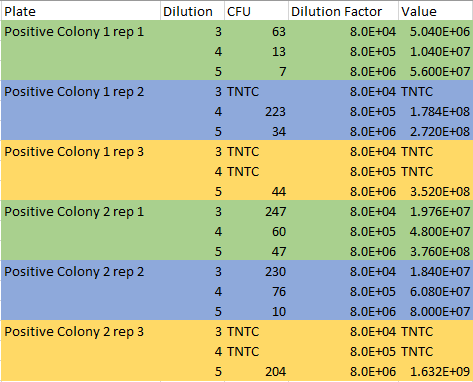 Plate Dilution CFU Dilution Factor Value
Positive Colony 1 rep 1 3 63 8.0E+04 5.040E+06
4 13 8.0E+05 1.040E+07
5 7 8.0E+06 5.600E+07
Positive Colony 1 rep 2 3 TNTC 8.0E+04 TNTC
4 223 8.0E+05 1.784E+08
5 34 8.0E+06 2.720E+08
Positive Colony 1 rep 3 3 TNTC 8.0E+04 TNTC
4 TNTC 8.0E+05 TNTC
5 44 8.0E+06 3.520E+08
Positive Colony 2 rep 1 3 247 8.0E+04 1.976E+07
4 60 8.0E+05 4.800E+07
5 47 8.0E+06 3.760E+08
Positive Colony 2 rep 2 3 230 8.0E+04 1.840E+07
4 76 8.0E+05 6.080E+07
5 10 8.0E+06 8.000E+07
Positive Colony 2 rep 3 3 TNTC 8.0E+04 TNTC
4 TNTC 8.0E+05 TNTC
5 204 8.0E+06 1.632E+09